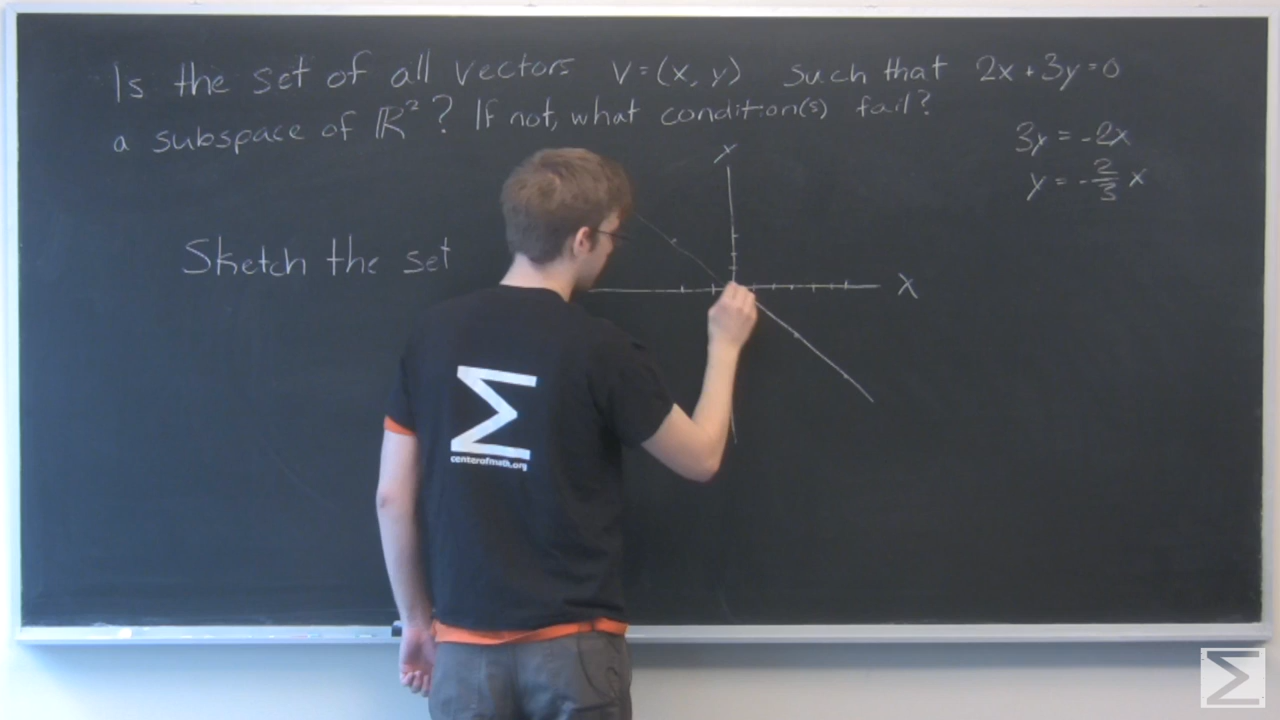 Is the set of all vectors v=(x, y) such that 2x+3y=0
a subspace of ℝ²? If not, what condition(s) fail?
3y = -2x
y = -2/3 x
y
Sketch the set
x
Σ
centerofmath.org
Σ